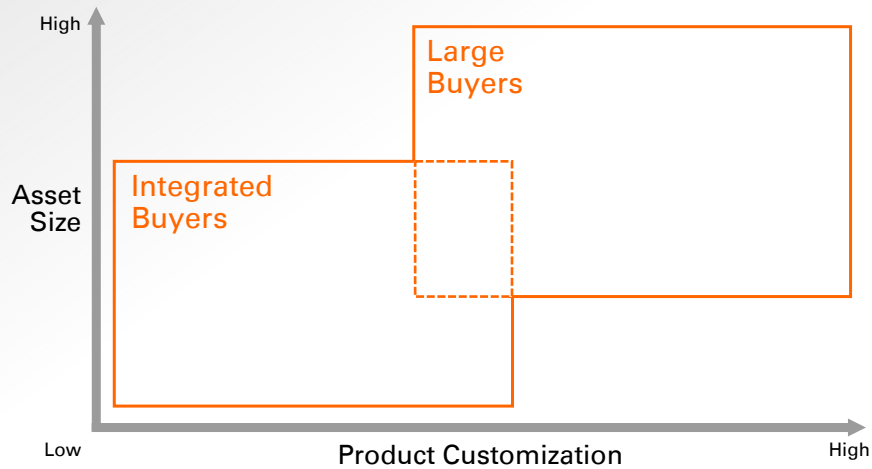 High
Large
Buyers
Integrated
Buyers
Asset
Size
Low
Product Customization
High